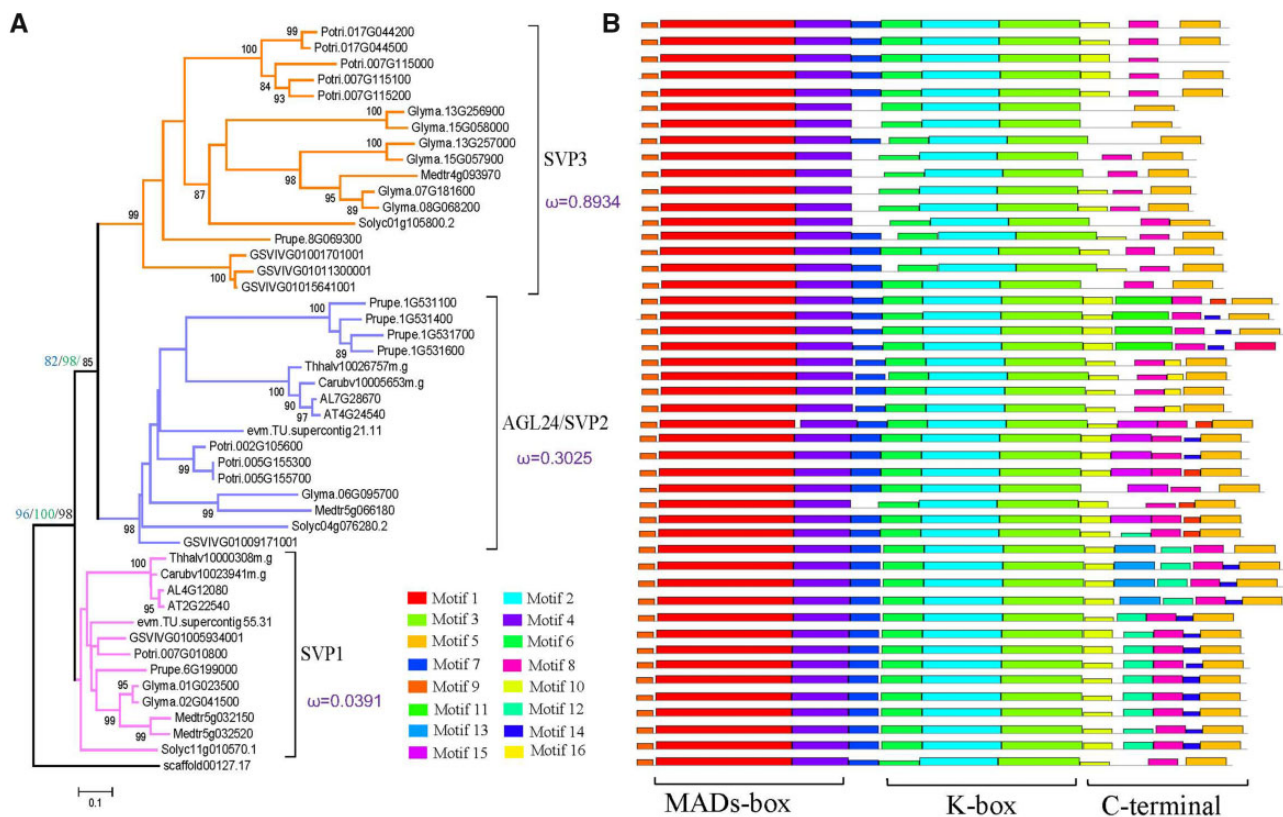 A
B
99
Potri.017G044200
100
Potri.017G044500
Potri.007G115000
84
Potri.007G115100
93
Potri.007G115200
100
Glyma.13G256900
Glyma.15G058000
100
Glyma.13G257000
SVP3
Glyma.15G057900
98
Medtr4g093970
87
95
Glyma.07G181600
ω=0.8934
89
Glyma.08G068200
99
Solyc01g105800.2
Prupe.8G069300
GSVIVG01001701001
GSVIVG01011300001
100
GSVIVG01015641001
100
Prupe.1G531100
Prupe.1G531400
Prupe.1G531700
89
Prupe.1G531600
82/98/85
Thhalv10026757m.g
100
Carubv10005653m.g
90
AL7G28670
97
AT4G24540
AGL24/SVP2
evm.TU.supercontig 21.11
Potri.002G105600
ω=0.3025
99
Potri.005G155300
Potri.005G155700
Glyma.06G095700
99
Medtr5g066180
96/100/98
98
Solyc04g076280.2
GSVIVG01009171001
100
Thhalv10000308m.g
Carubv10023941m.g
AL4G12080
95
AT2G22540
evm.TU.supercontig 55.31
GSVIVG01005934001
SVP1
Potri.007G010800
Prupe.6G199000
95
Glyma.01G023500
ω=0.0391
Glyma.02G041500
99
Medtr5g032150
99
Medtr5g032520
Solyc11g010570.1
scaffold00127.17
0.1
Motif 1
Motif 2
Motif 3
Motif 4
Motif 5
Motif 6
Motif 7
Motif 8
Motif 9
Motif 10
Motif 11
Motif 12
Motif 13
Motif 14
Motif 15
Motif 16
MADs-box
K-box
C-terminal